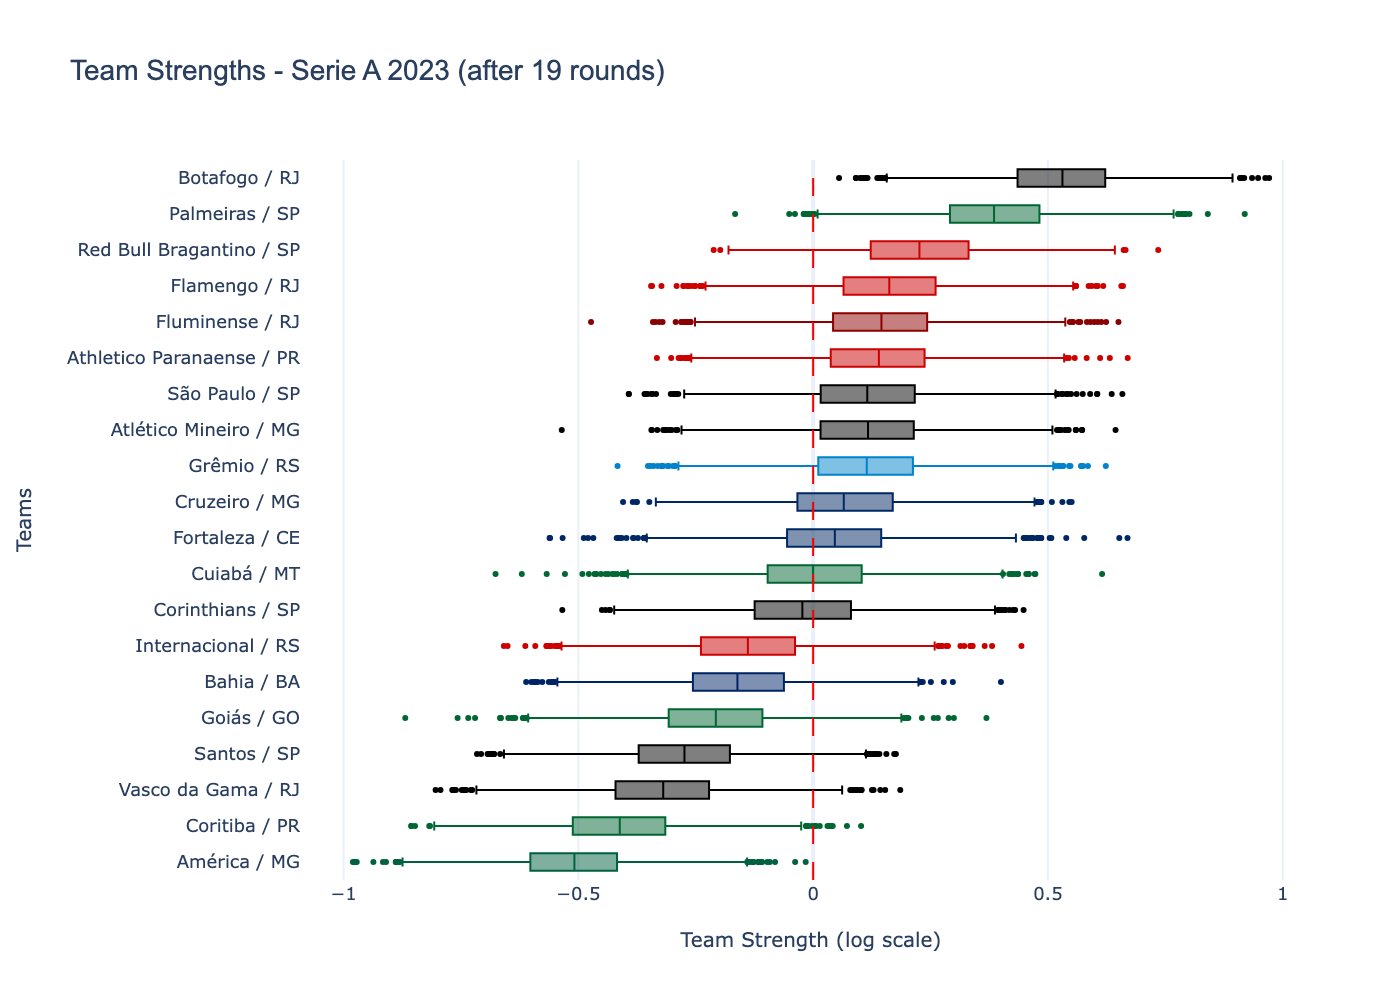 Team Strengths - Serie A 2023 (after 19 rounds)
Teams
Botafogo / RJ
Palmeiras / SP
Red Bull Bragantino / SP
Flamengo / RJ
Fluminense / RJ
Athletico Paranaense / PR
São Paulo / SP
Atlético Mineiro / MG
Grêmio / RS
Cruzeiro / MG
Fortaleza / CE
Cuiabá / MT
Corinthians / SP
Internacional / RS
Bahia / BA
Goiás / GO
Santos / SP
Vasco da Gama / RJ
Coritiba / PR
América / MG
−1 −0.5 0 0.5 1
Team Strength (log scale)